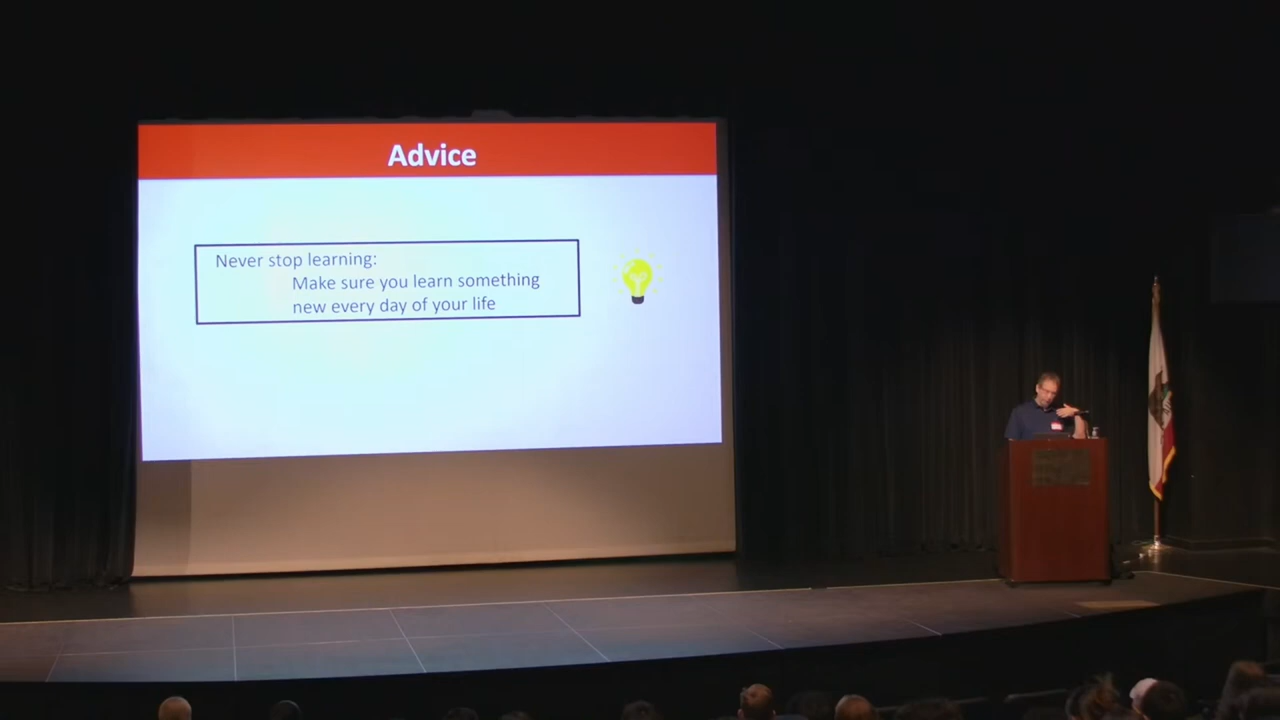 Advice
Never stop learning:
Make sure you learn something
new every day of your life